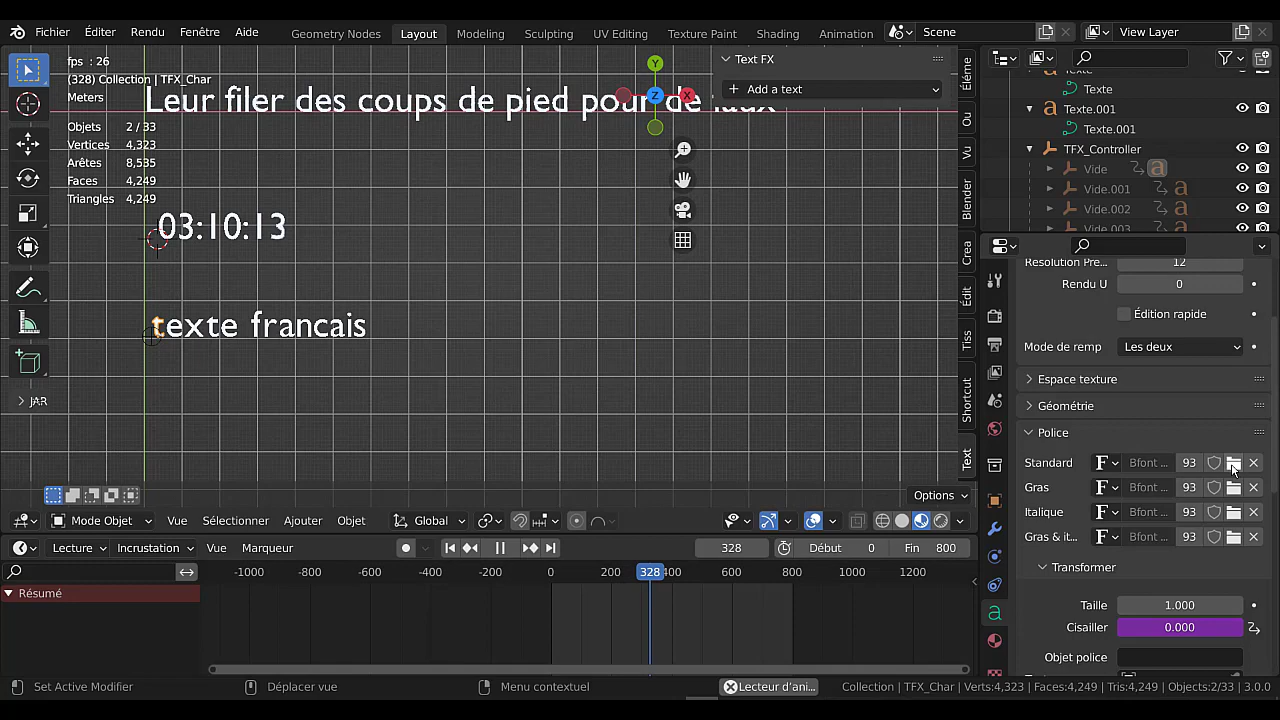 Fichier Éditer Rendu Fenêtre Aide Geometry Nodes Layout Modeling Sculpting UV Editing Texture Paint Shading Animation Scene View Layer
fps : 26
(328) Collection | TFX_Char
Meters
Objets 2 / 33
Vertices 4,323
Arêtes 8,535
Faces 4,249
Triangles 4,249
Leur filer des coups de pied pour de faux
03:10:13
texte francais
JAR
Y
X
Z
Text FX
Add a text
Éléme
Ou
Vu
Blender
Crea
Édit
Tiss
Shortcut
Text
Texte
Texte.001
Texte.001
TFX_Controller
Vide
Vide.001
Vide.002
Vide.003
Resolution Pre... 12
Rendu U 0
Édition rapide
Mode de remp Les deux
Espace texture
Géométrie
Police
Standard Bfont ... 93
Gras Bfont ... 93
Italique Bfont ... 93
Gras & it... Bfont ... 93
Transformer
Taille 1.000
Cisailler 0.000
Objet police
Options
Mode Objet Vue Sélectionner Ajouter Objet Global
Lecture Incrustation Vue Marqueur 328 Début 0 Fin 800
-1000 -800 -600 -400 -200 0 200 328 400 600 800 1000 1200
Résumé
Set Active Modifier Déplacer vue Menu contextuel Lecteur d'ani... Collection | TFX_Char | Verts:4,323 | Faces:4,249 | Tris:4,249 | Objects:2/33 | 3.0.0